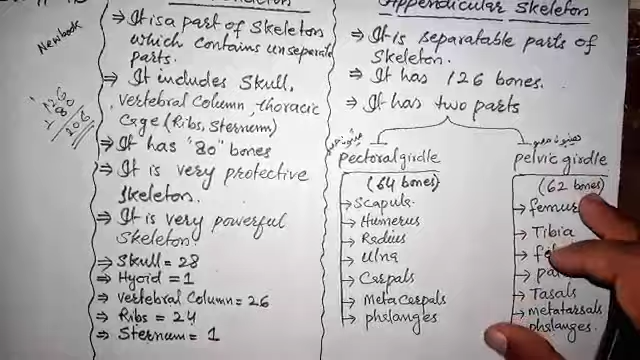 Appendicular Skeleton
New book
126
80
206
⇒ It is a part of Skeleton
which contains unseparate
parts.
⇒ It includes Skull,
vertebral Column, thoracic
Cage (Ribs, Sternum)
⇒ It has "80" bones
⇒ It is very protective
Skeleton.
⇒ It is very powerful
Skeleton
⇒ Skull = 28
⇒ Hyoid = 1
⇒ vertebral Column = 26
⇒ Ribs = 24
⇒ Sternum = 1
⇒ It is separatable parts of
Skeleton.
⇒ It has 126 bones.
⇒ It has two parts
pectoral girdle
(64 bones)
→ Scapuls
→ Humerus
→ Radius
→ Ulna
→ Carpals
→ Meta Carpals
→ phalanges
pelvic girdle
(62 bones)
→ femur
→ Tibia
→ Tasals
→ metatarsals
→ phalanges.